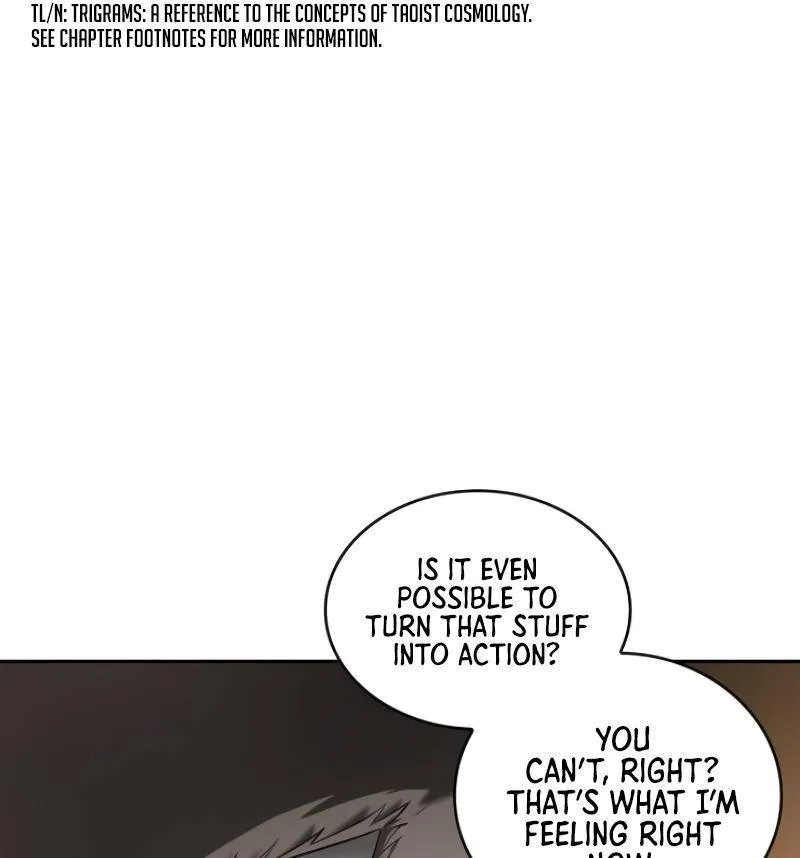 TL/N: TRIGRAMS: A REFERENCE TO THE CONCEPTS OF TAOIST COSMOLOGY.
SEE CHAPTER FOOTNOTES FOR MORE INFORMATION.
IS IT EVEN
POSSIBLE TO
TURN THAT STUFF
INTO ACTION?
YOU
CAN'T, RIGHT?
THAT'S WHAT I'M
FEELING RIGHT
NOW